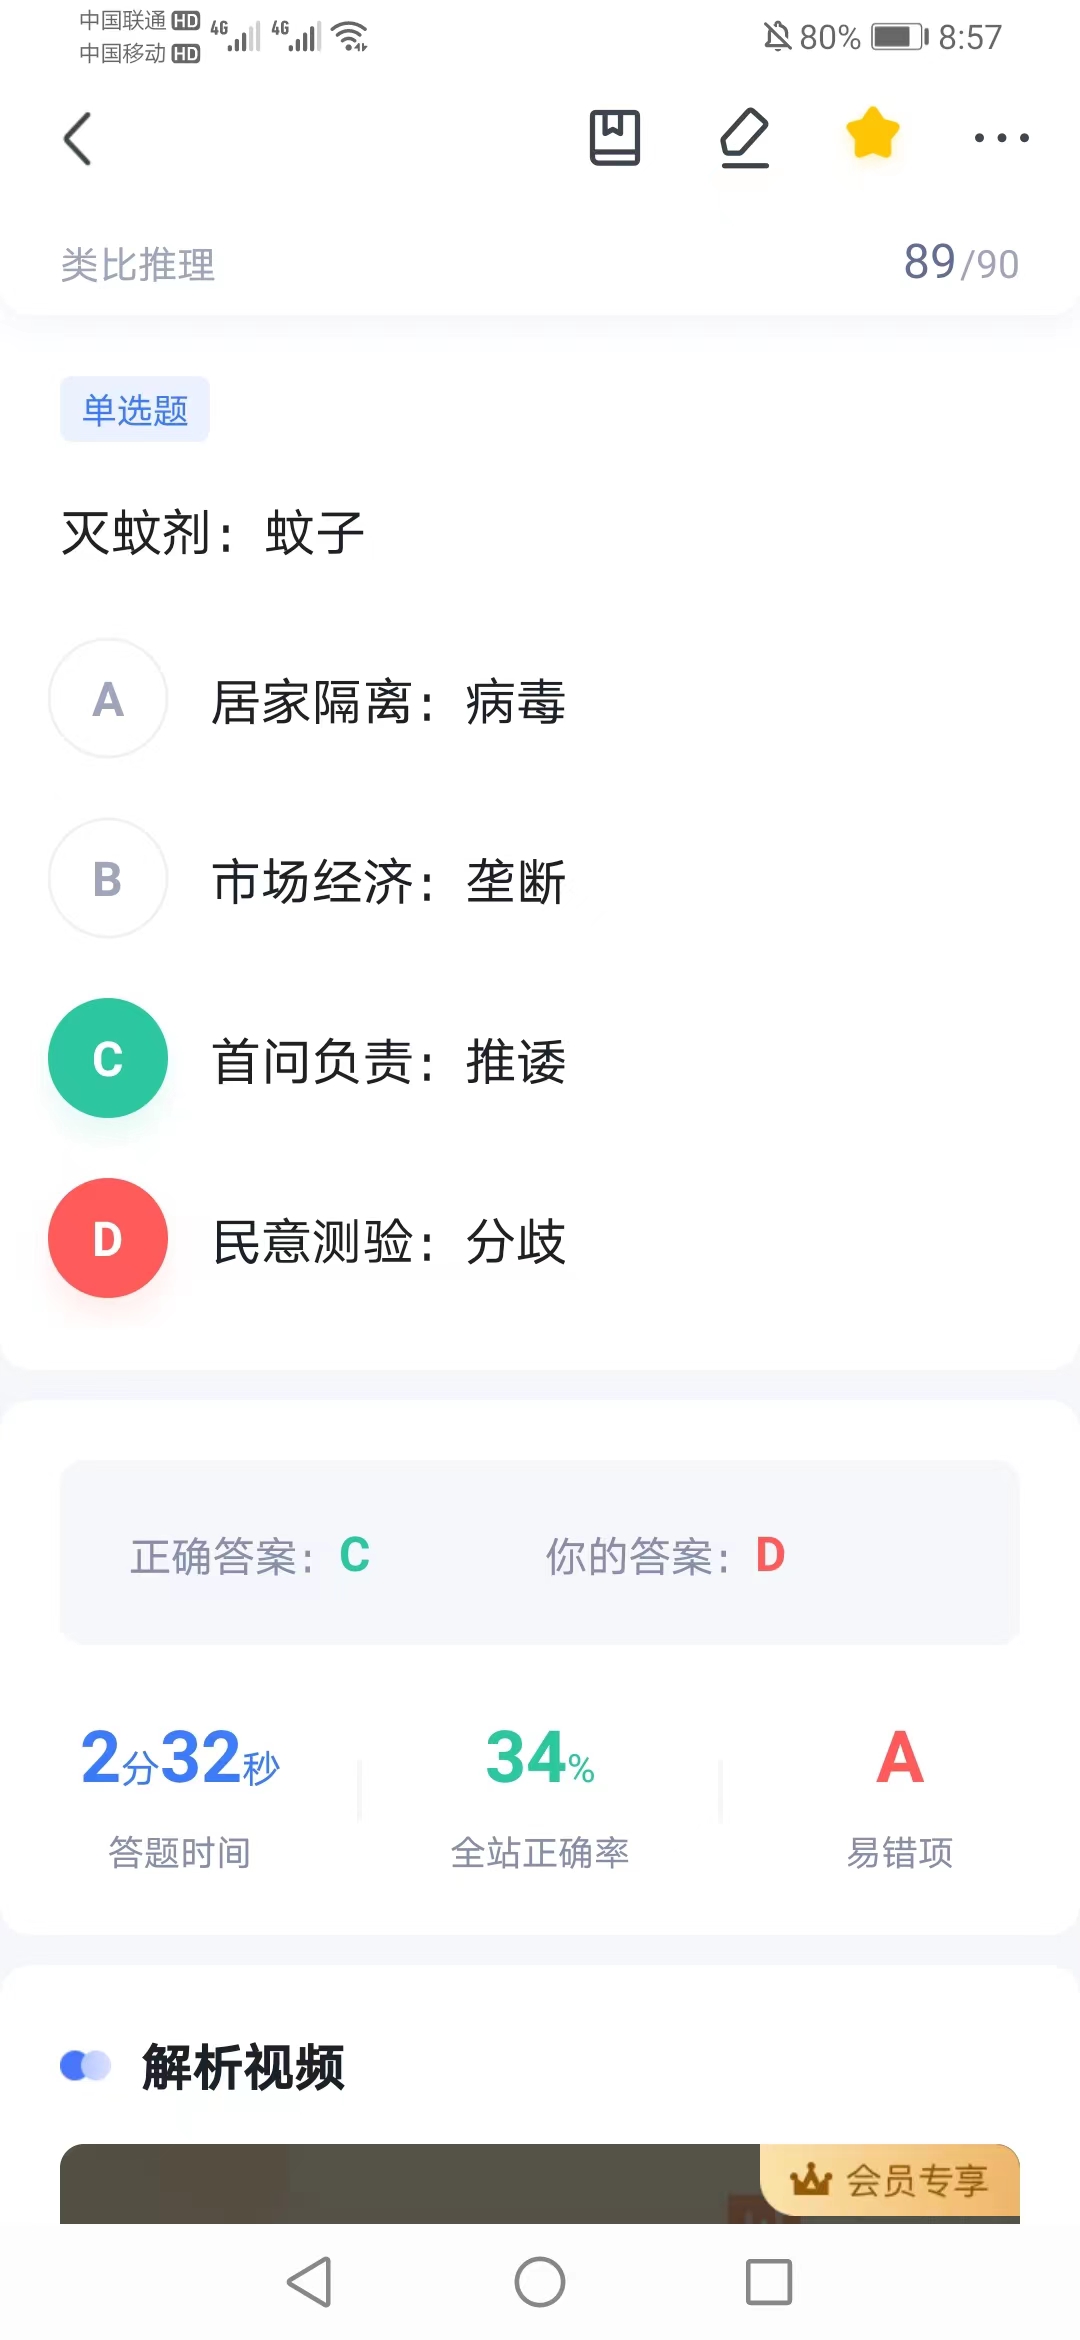 中国联通 HD 4G 4G 80% 8:57
中国移动 HD
类比推理 89/90
单选题
灭蚊剂：蚊子
A 居家隔离：病毒
B 市场经济：垄断
C 首问负责：推诿
D 民意测验：分歧
正确答案：C 你的答案：D
2分32秒 34% A
答题时间 全站正确率 易错项
解析视频
会员专享